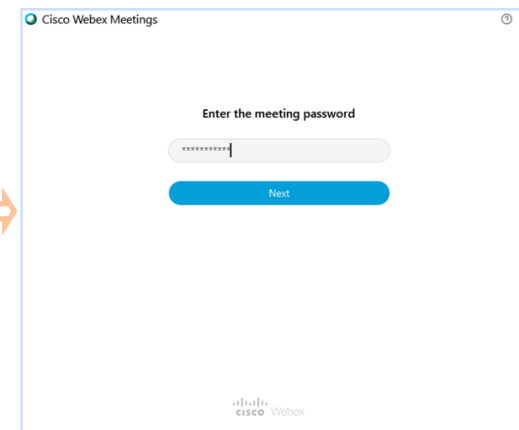 Cisco Webex Meetings
Enter the meeting password
***********
Next
cisco Webex